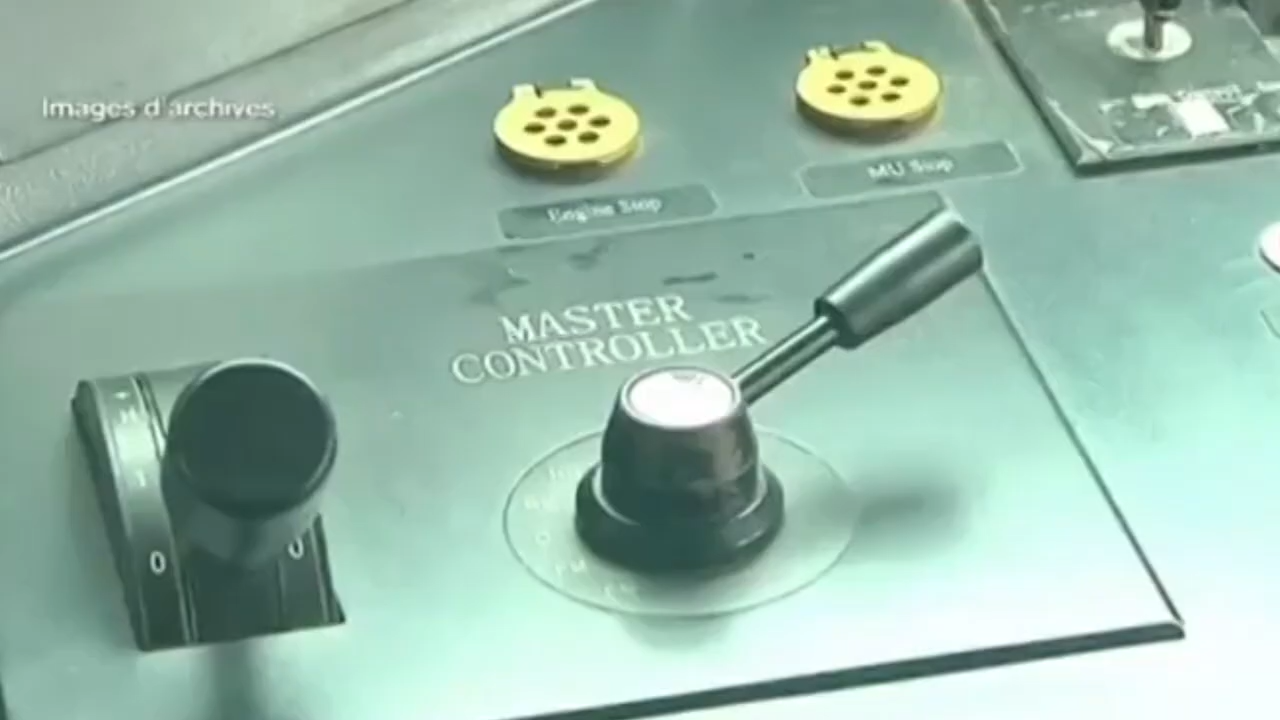 Images d'archives
MU Stop
Engine Stop
MASTER
CONTROLLER
0
0